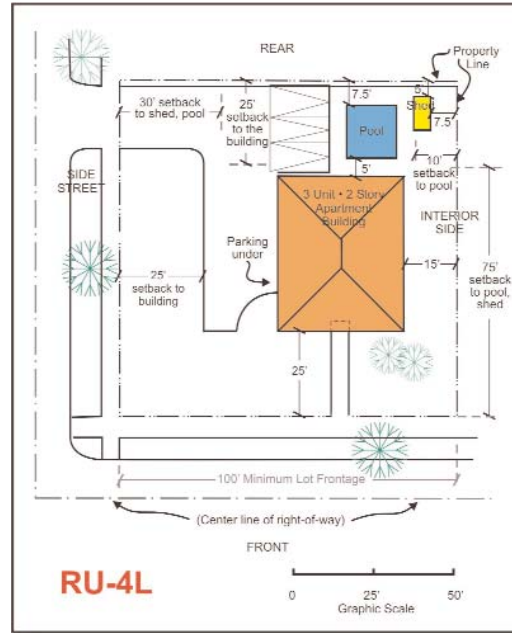 REAR
Property
Line
7.5'
5'
Shed
7.5'
30' setback
to shed, pool
25'
setback
to the
building
Pool
10'
setback
to pool
SIDE
STREET
5'
3 Unit • 2 Story
Apartment
Building
INTERIOR
SIDE
Parking
under
25'
setback to
building
15'
75'
setback
to pool,
shed
25'
100' Minimum Lot Frontage
(Center line of right-of-way)
FRONT
RU-4L
0 25' 50'
Graphic Scale